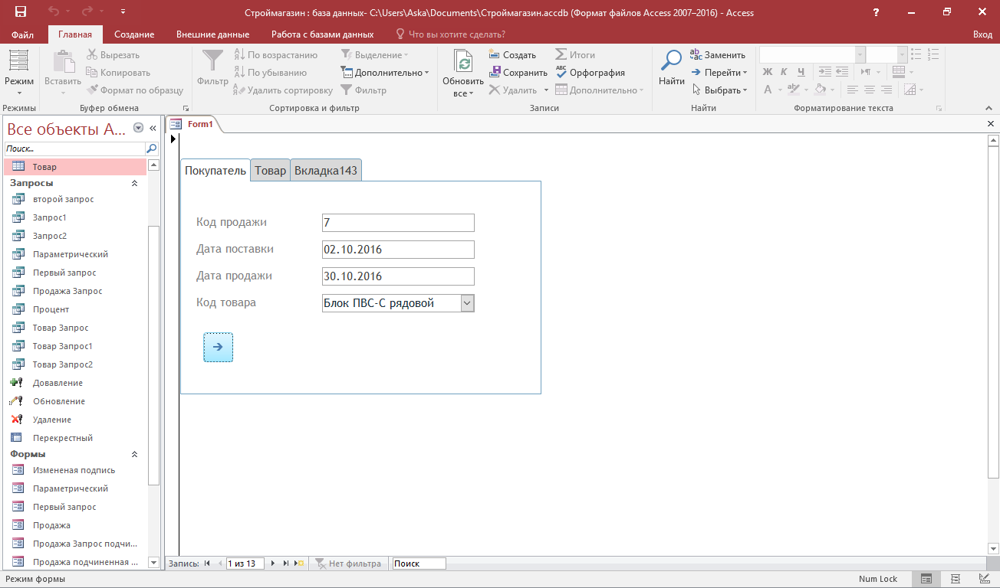 Строймагазин : база данных- C:\Users\Aska\Documents\Строймагазин.accdb (Формат файлов Access 2007–2016) - Access
?
Файл Главная Создание Внешние данные Работа с базами данных Что вы хотите сделать? Вход
Режим
Режимы
Вставить
Вырезать
Копировать
Формат по образцу
Буфер обмена
Фильтр
По возрастанию
По убыванию
Удалить сортировку
Выделение
Дополнительно
Фильтр
Сортировка и фильтр
Обновить
все
Создать
Сохранить
Удалить
Итоги
Орфография
Дополнительно
Записи
Найти
Заменить
Перейти
Выбрать
Найти
Ж К Ч
А
Форматирование текста
Все объекты A...
Поиск...
Товар
Запросы
второй запрос
Запрос1
Запрос2
Параметрический
Первый запрос
Продажа Запрос
Процент
Товар Запрос
Товар Запрос1
Товар Запрос2
Довавление
Обновление
Удаление
Перекрестный
Формы
Измененая подпись
Параметрический
Первый запрос
Продажа
Продажа Запрос подчи...
Продажа подчиненная ...
Form1
Покупатель Товар Вкладка143
Код продажи 7
Дата поставки 02.10.2016
Дата продажи 30.10.2016
Код товара Блок ПВС-С рядовой
Запись: 1 из 13 Нет фильтра Поиск
Режим формы Num Lock